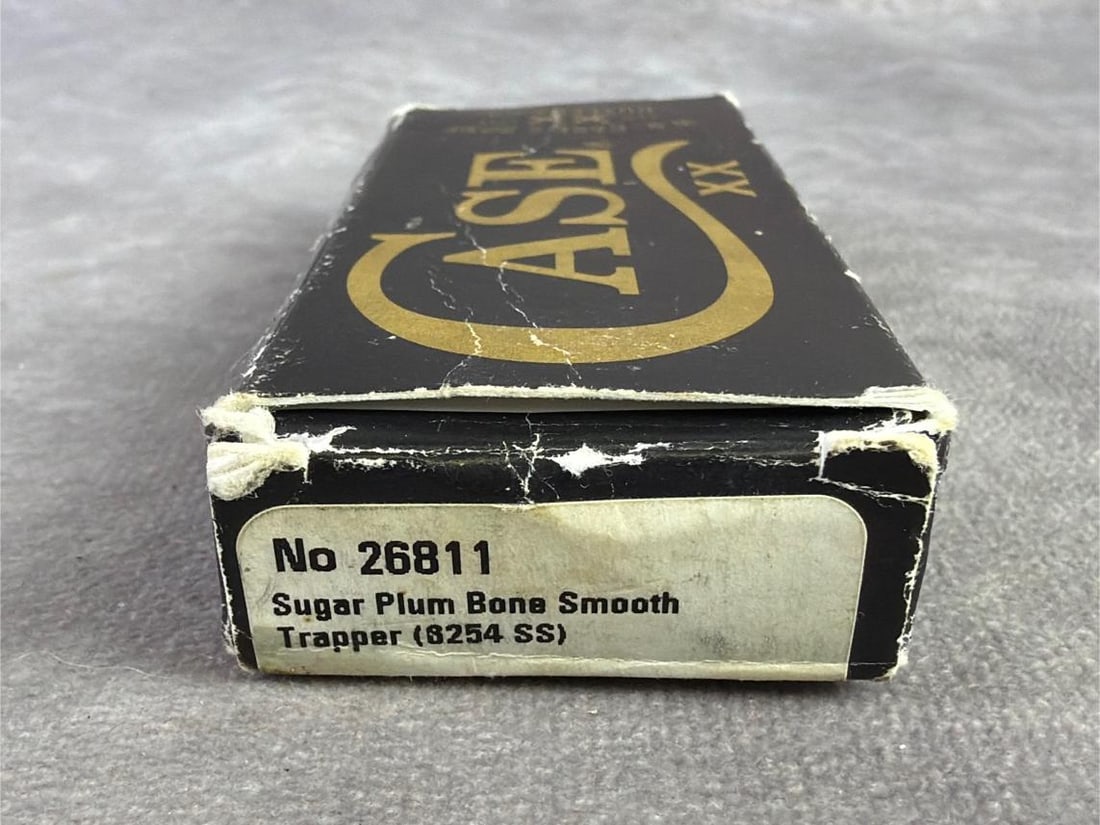 CASE
XX
No 26811
Sugar Plum Bone Smooth
Trapper (6254 SS)